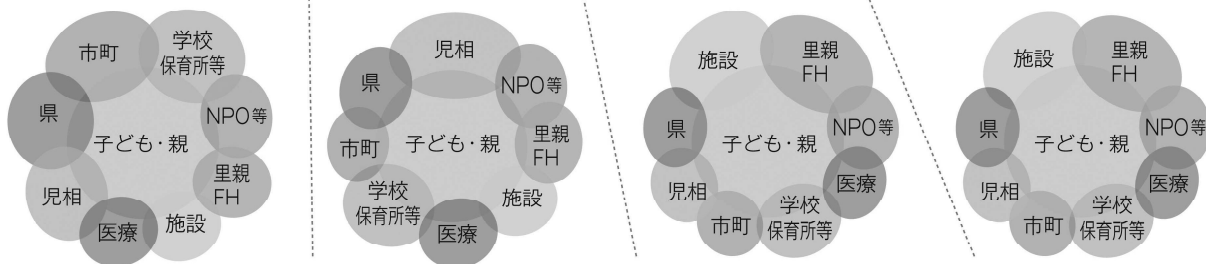 市町
学校
保育所等
県
NPO等
子ども・親
里親
FH
児相
施設
医療
児相
県
NPO等
市町
子ども・親
里親
FH
学校
保育所等
施設
医療
施設
里親
FH
県
NPO等
子ども・親
児相
医療
市町
学校
保育所等
施設
里親
FH
県
NPO等
子ども・親
児相
医療
市町
学校
保育所等